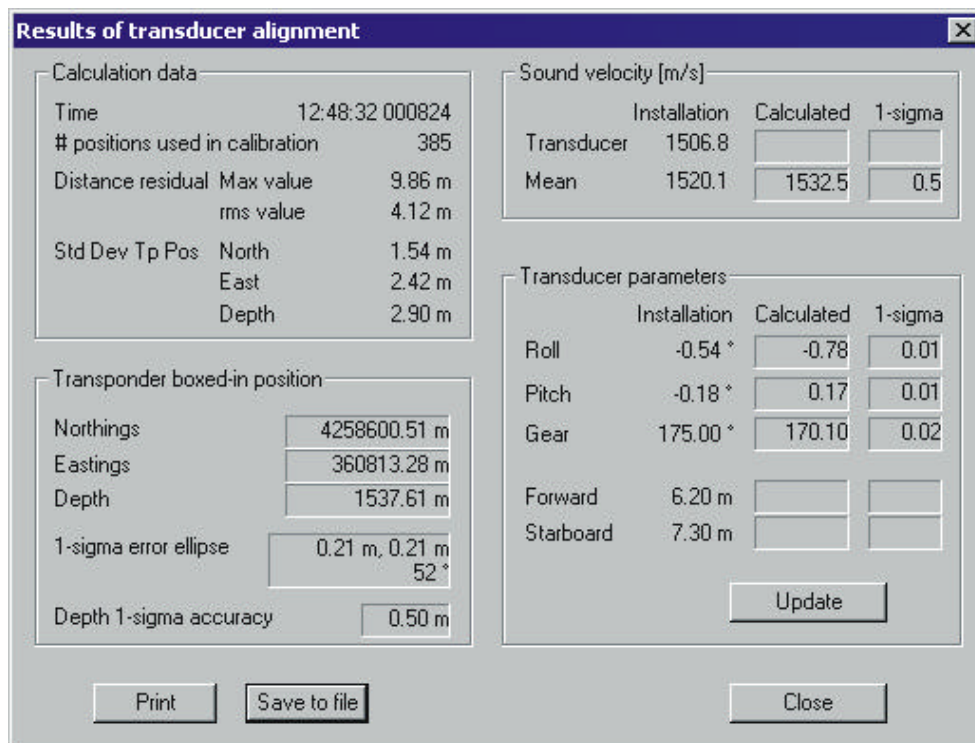 Results of transducer alignment
Calculation data
Time 12:48:32 000824
# positions used in calibration 385
Distance residual Max value 9.86 m
rms value 4.12 m
Std Dev Tp Pos North 1.54 m
East 2.42 m
Depth 2.90 m
Transponder boxed-in position
Northings 4258600.51 m
Eastings 360813.28 m
Depth 1537.61 m
1-sigma error ellipse 0.21 m, 0.21 m
52 °
Depth 1-sigma accuracy 0.50 m
Sound velocity [m/s]
Installation Calculated 1-sigma
Transducer 1506.8
Mean 1520.1 1532.5 0.5
Transducer parameters
Installation Calculated 1-sigma
Roll -0.54 ° -0.78 0.01
Pitch -0.18 ° 0.17 0.01
Gear 175.00 ° 170.10 0.02
Forward 6.20 m
Starboard 7.30 m
Update
Print Save to file Close